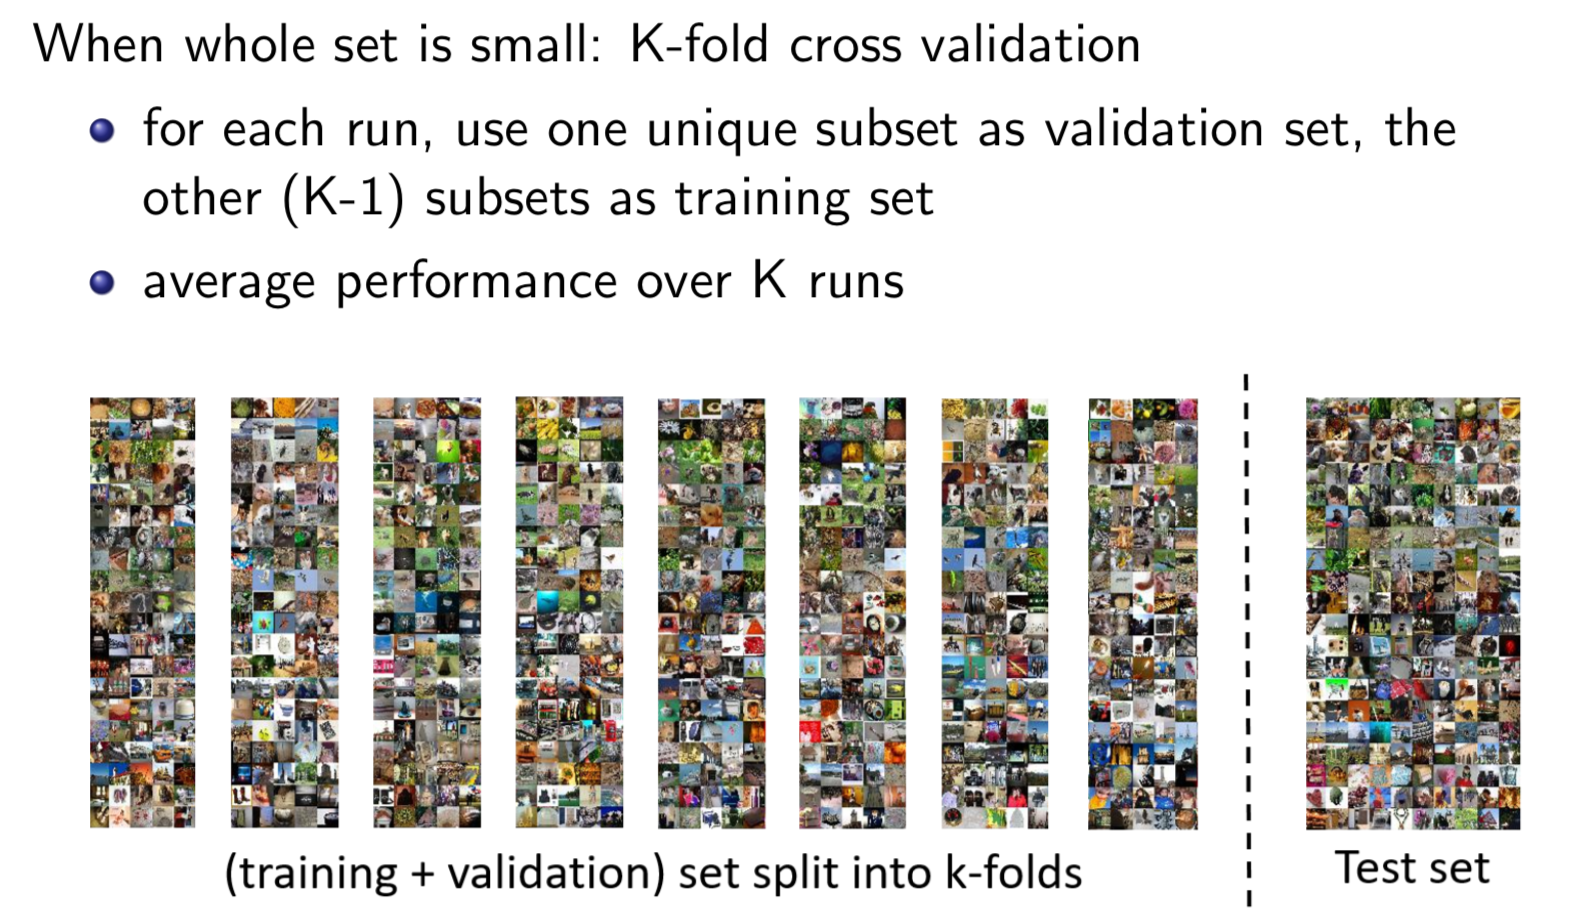 When whole set is small: K-fold cross validation
for each run, use one unique subset as validation set, the
other (K-1) subsets as training set
average performance over K runs
(training + validation) set split into k-folds
Test set